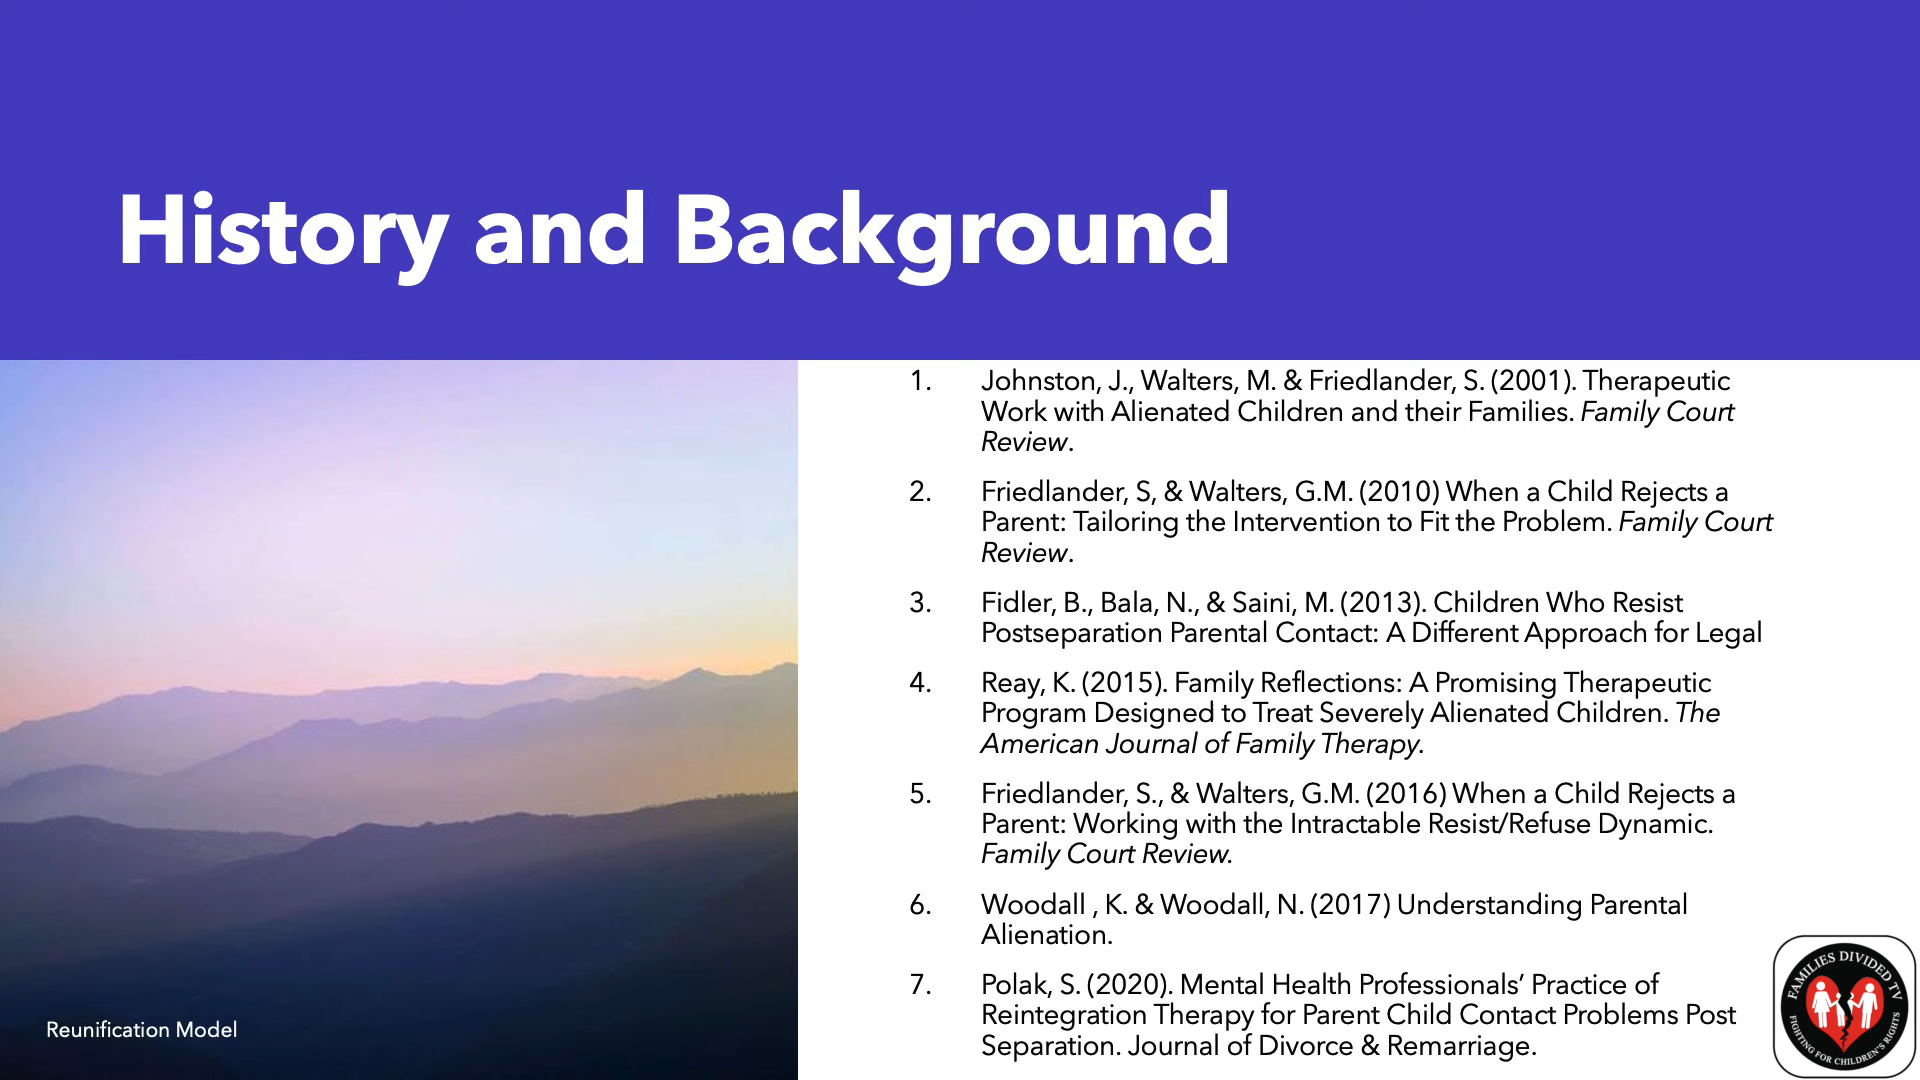 History and Background
1. Johnston, J., Walters, M. & Friedlander, S. (2001). Therapeutic
Work with Alienated Children and their Families. Family Court
Review.
2. Friedlander, S, & Walters, G.M. (2010) When a Child Rejects a
Parent: Tailoring the Intervention to Fit the Problem. Family Court
Review.
3. Fidler, B., Bala, N., & Saini, M. (2013). Children Who Resist
Postseparation Parental Contact: A Different Approach for Legal
4. Reay, K. (2015). Family Reflections: A Promising Therapeutic
Program Designed to Treat Severely Alienated Children. The
American Journal of Family Therapy.
5. Friedlander, S., & Walters, G.M. (2016) When a Child Rejects a
Parent: Working with the Intractable Resist/Refuse Dynamic.
Family Court Review.
6. Woodall , K. & Woodall, N. (2017) Understanding Parental
Alienation.
7. Polak, S. (2020). Mental Health Professionals’ Practice of
Reintegration Therapy for Parent Child Contact Problems Post
Separation. Journal of Divorce & Remarriage.
Reunification Model
FAMILIES DIVIDED TV
FIGHTING FOR CHILDREN'S RIGHTS